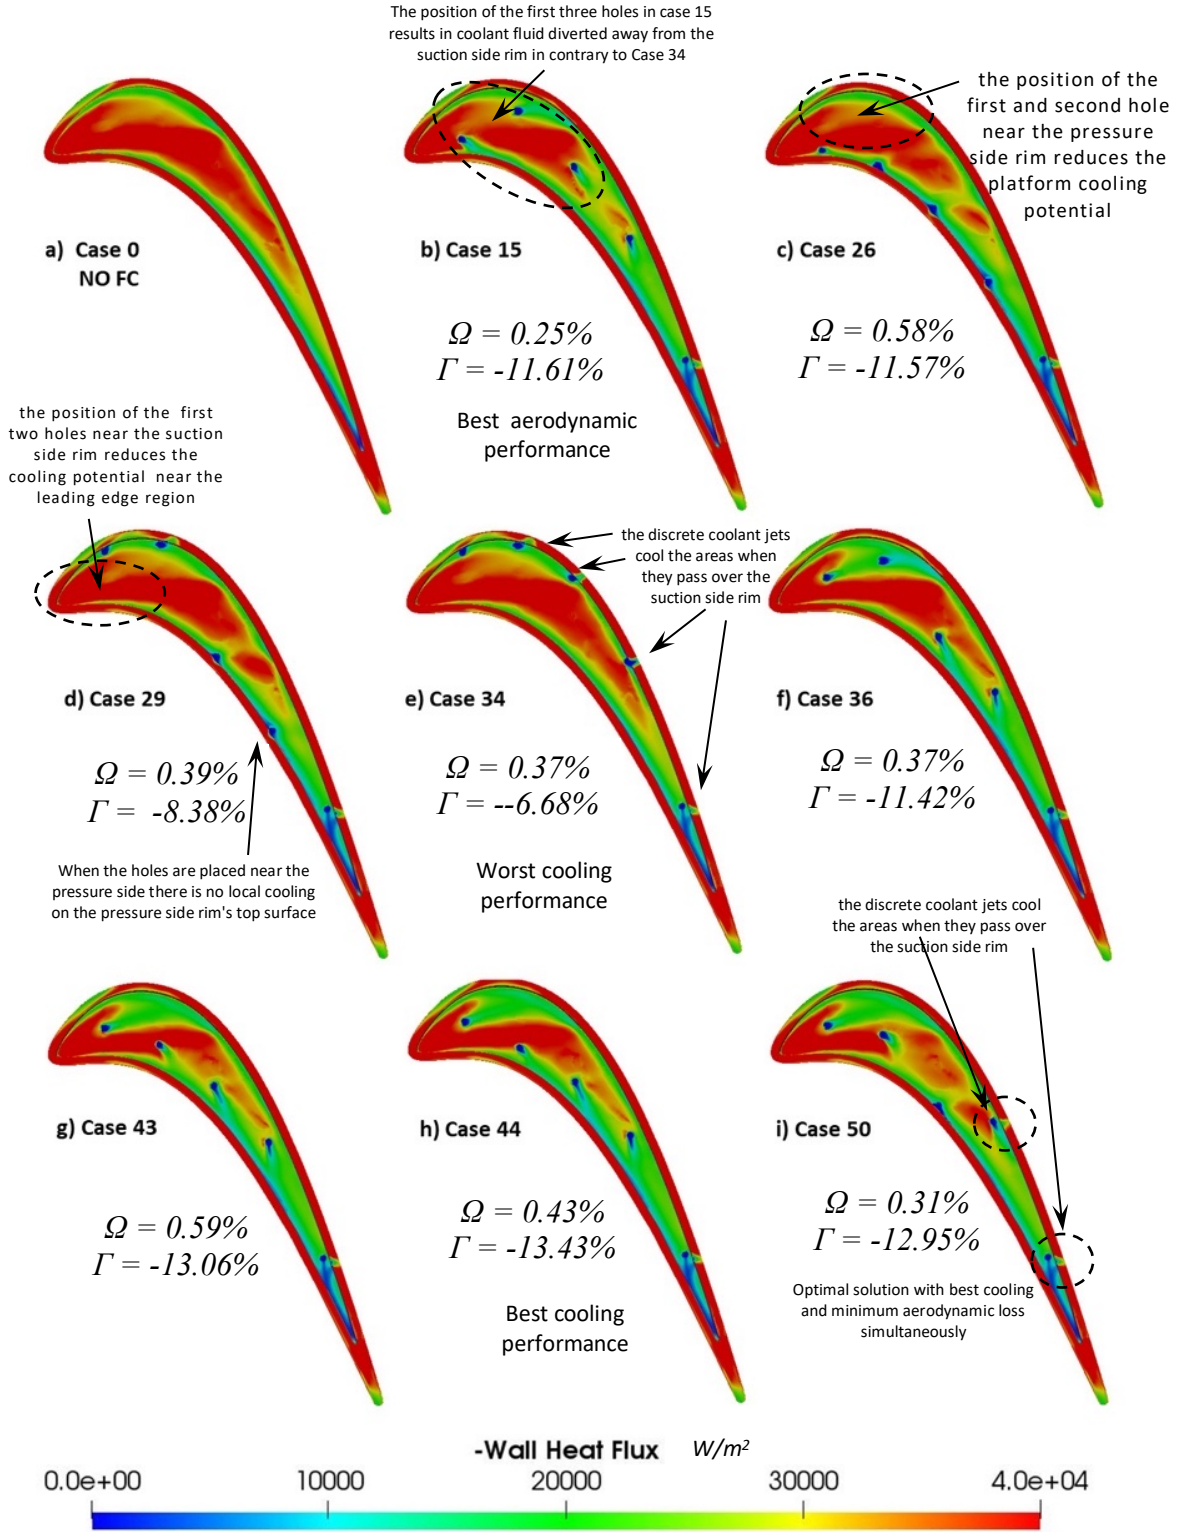 The position of the first three holes in case 15
results in coolant fluid diverted away from the
suction side rim in contrary to Case 34
the position of the
first and second hole
near the pressure
side rim reduces the
platform cooling
potential
a) Case 0
NO FC
b) Case 15
Ω = 0.25%
Γ = -11.61%
Best aerodynamic
performance
c) Case 26
Ω = 0.58%
Γ = -11.57%
the position of the first
two holes near the suction
side rim reduces the
cooling potential near the
leading edge region
d) Case 29
Ω = 0.39%
Γ = -8.38%
When the holes are placed near the
pressure side there is no local cooling
on the pressure side rim's top surface
the discrete coolant jets
cool the areas when
they pass over the
suction side rim
e) Case 34
Ω = 0.37%
Γ = --6.68%
Worst cooling
performance
f) Case 36
Ω = 0.37%
Γ = -11.42%
the discrete coolant jets cool
the areas when they pass over
the suction side rim
g) Case 43
Ω = 0.59%
Γ = -13.06%
h) Case 44
Ω = 0.43%
Γ = -13.43%
Best cooling
performance
i) Case 50
Ω = 0.31%
Γ = -12.95%
Optimal solution with best cooling
and minimum aerodynamic loss
simultaneously
-Wall Heat Flux W/m²
0.0e+00 10000 20000 30000 4.0e+04